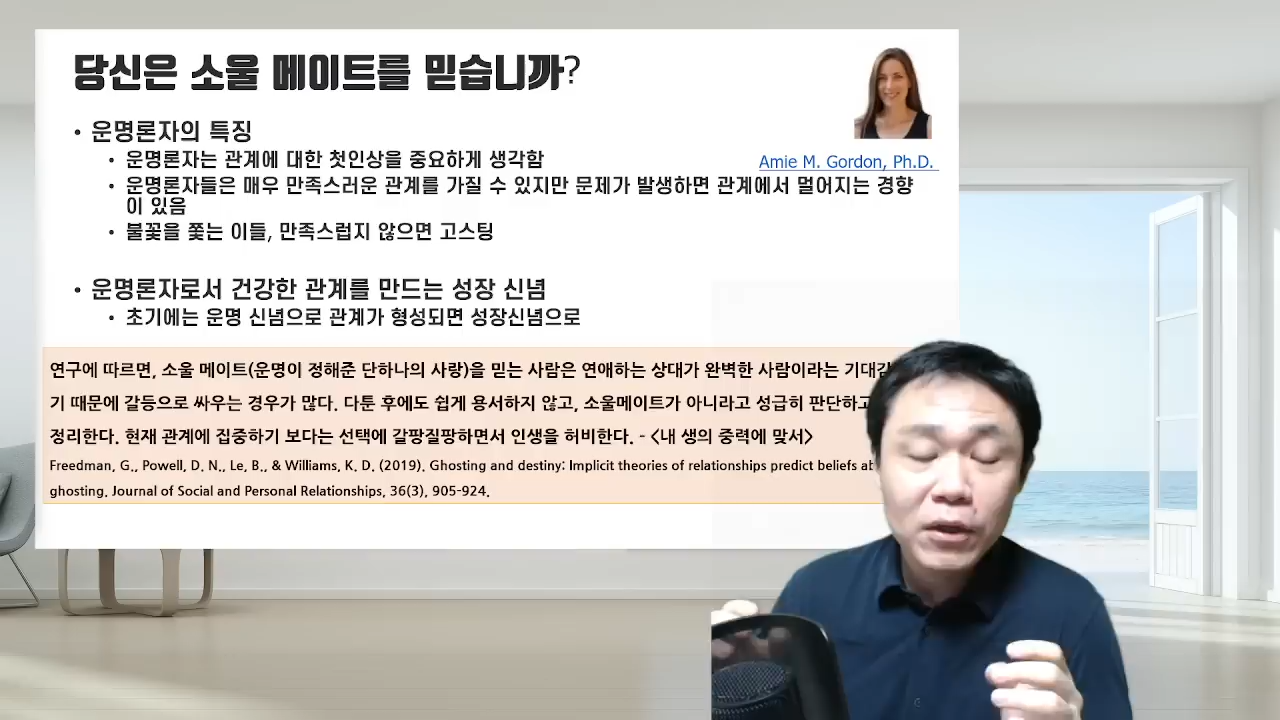 당신은 소울 메이트를 믿습니까?
• 운명론자의 특징
• 운명론자는 관계에 대한 첫인상을 중요하게 생각함
Amie M. Gordon, Ph.D.
• 운명론자들은 매우 만족스러운 관계를 가질 수 있지만 문제가 발생하면 관계에서 멀어지는 경향
이 있음
• 불꽃을 쫓는 이들, 만족스럽지 않으면 고스팅
• 운명론자로서 건강한 관계를 만드는 성장 신념
• 초기에는 운명 신념으로 관계가 형성되면 성장신념으로
연구에 따르면, 소울 메이트(운명이 정해준 단하나의 사랑)을 믿는 사람은 연애하는 상대가 완벽한 사람이라는
기 때문에 갈등으로 싸우는 경우가 많다. 다툰 후에도 쉽게 용서하지 않고, 소울메이트가 아니라고 성급히 판단하고
정리한다. 현재 관계에 집중하기 보다는 선택에 갈팡질팡하면서 인생을 허비한다. - <내 생의 중력에 맞서>
Freedman, G., Powell, D. N., Le, B., & Williams, K. D. (2019). Ghosting and destiny: Implicit theories of relationships predict beliefs
ghosting. Journal of Social and Personal Relationships, 36(3), 905-924.